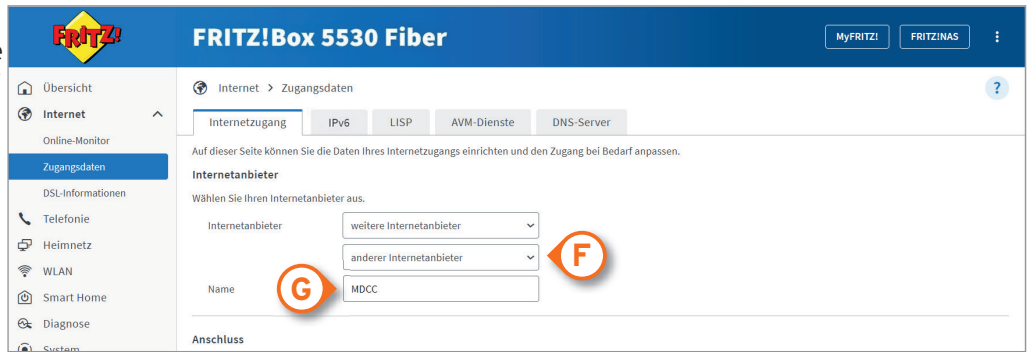 FRITZ!
FRITZ!Box 5530 Fiber
MyFRITZ!
FRITZ!NAS
e
Übersicht
Internet
Online-Monitor
Zugangsdaten
DSL-Informationen
Telefonie
Heimnetz
WLAN
Smart Home
Diagnose
System
Internet > Zugangsdaten
?
Internetzugang
IPv6
LISP
AVM-Dienste
DNS-Server
Auf dieser Seite können Sie die Daten Ihres Internetzugangs einrichten und den Zugang bei Bedarf anpassen.
Internetanbieter
Wählen Sie Ihren Internetanbieter aus.
Internetanbieter
weitere Internetanbieter
anderer Internetanbieter
F
Name
G
MDCC
Anschluss